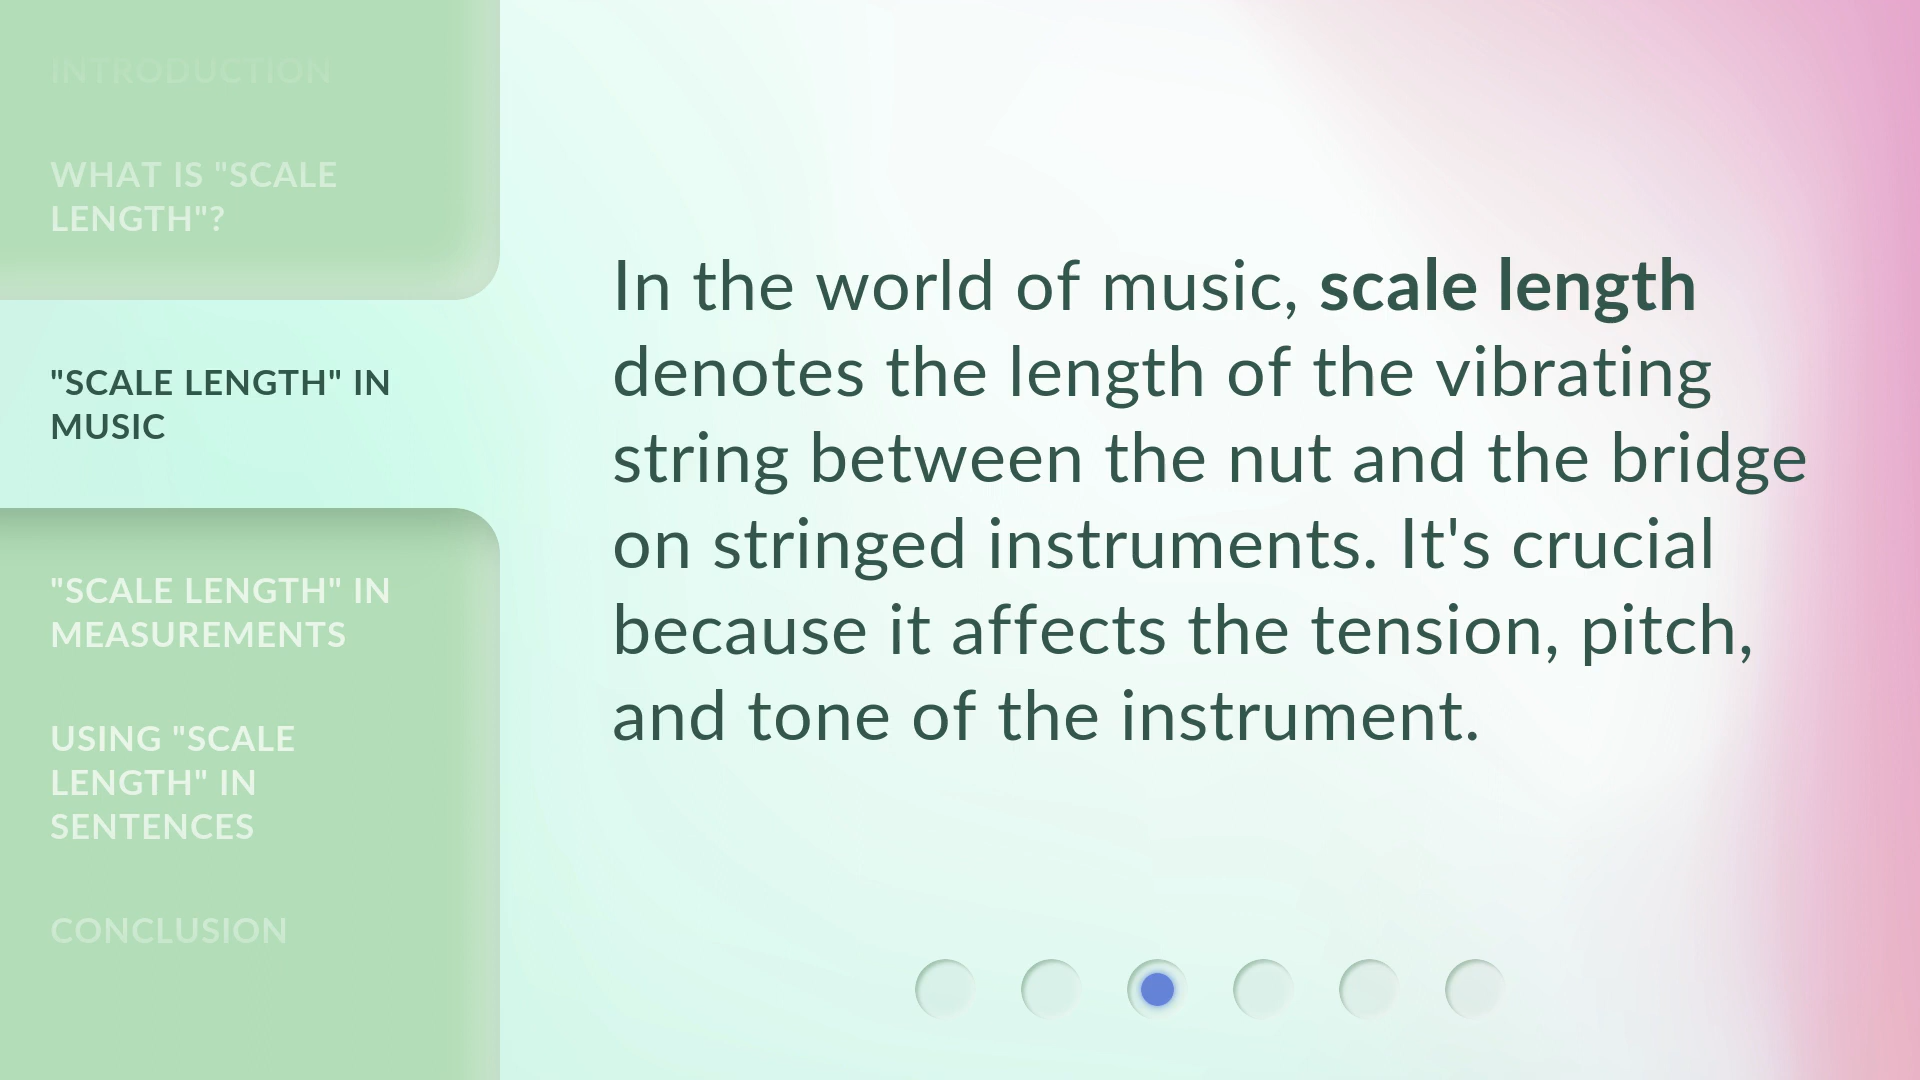 INTRODUCTION
WHAT IS "SCALE
LENGTH"?
"SCALE LENGTH" IN
MUSIC
"SCALE LENGTH" IN
MEASUREMENTS
USING "SCALE
LENGTH" IN
SENTENCES
CONCLUSION
In the world of music, scale length
denotes the length of the vibrating
string between the nut and the bridge
on stringed instruments. It's crucial
because it affects the tension, pitch,
and tone of the instrument.